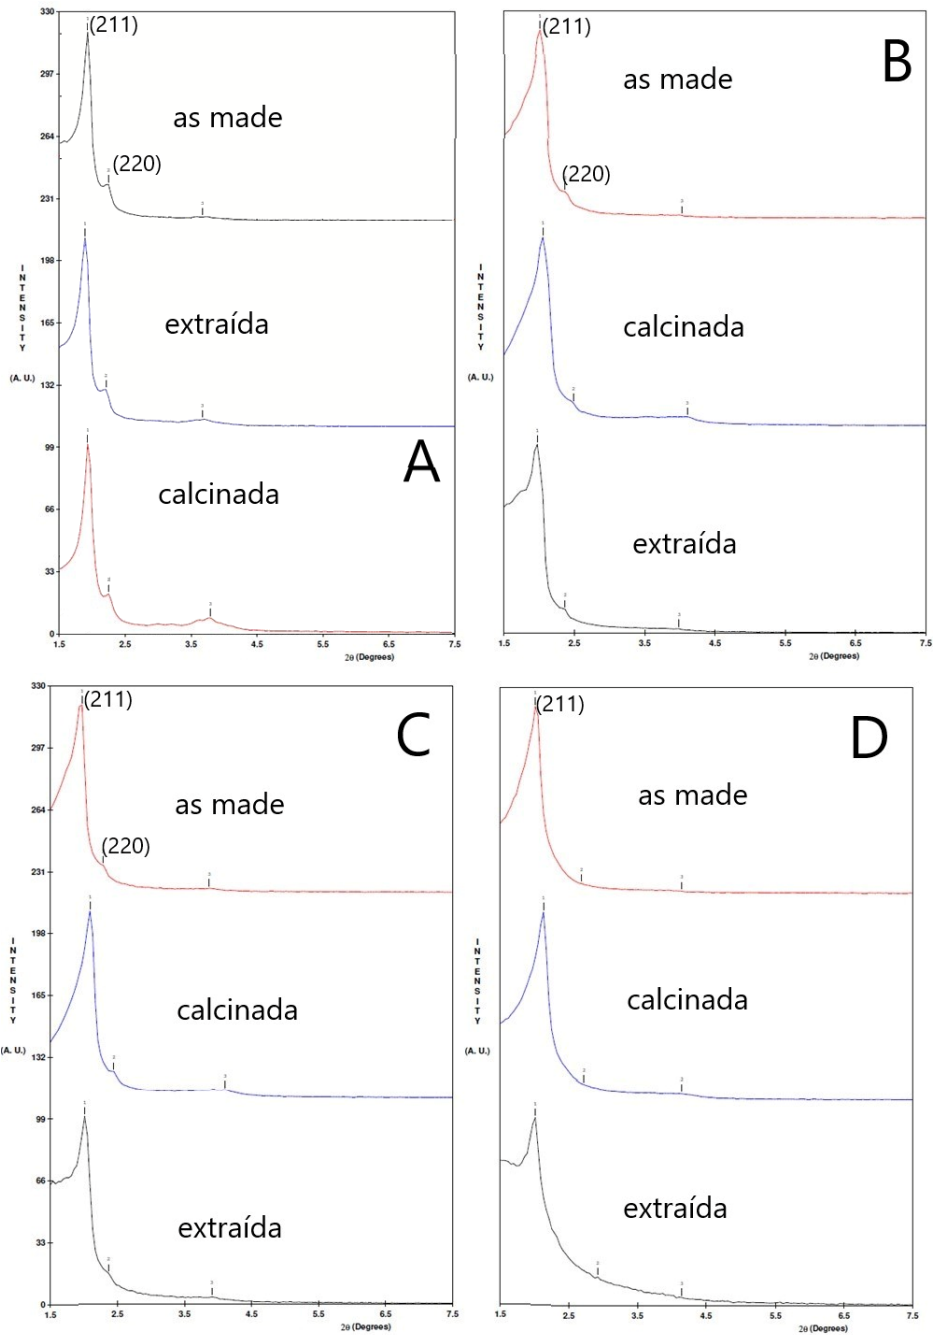 330
(211)
297
as made
264
(220)
231
198
INTENSITY
extraída
165
(A. U.)
132
99
A
calcinada
66
33
0
1.5 2.5 3.5 4.5 5.5 6.5 7.5
2θ (Degrees)
(211)
B
as made
(220)
INTENSITY
calcinada
(A. U.)
extraída
1.5 2.5 3.5 4.5 5.5 6.5 7.5
2θ (Degrees)
330
(211)
C
297
as made
264
(220)
231
198
INTENSITY
calcinada
165
(A. U.)
132
99
66
extraída
33
0
1.5 2.5 3.5 4.5 5.5 6.5 7.5
2θ (Degrees)
(211)
D
as made
INTENSITY
calcinada
(A. U.)
extraída
1.5 2.5 3.5 4.5 5.5 6.5 7.5
2θ (Degrees)